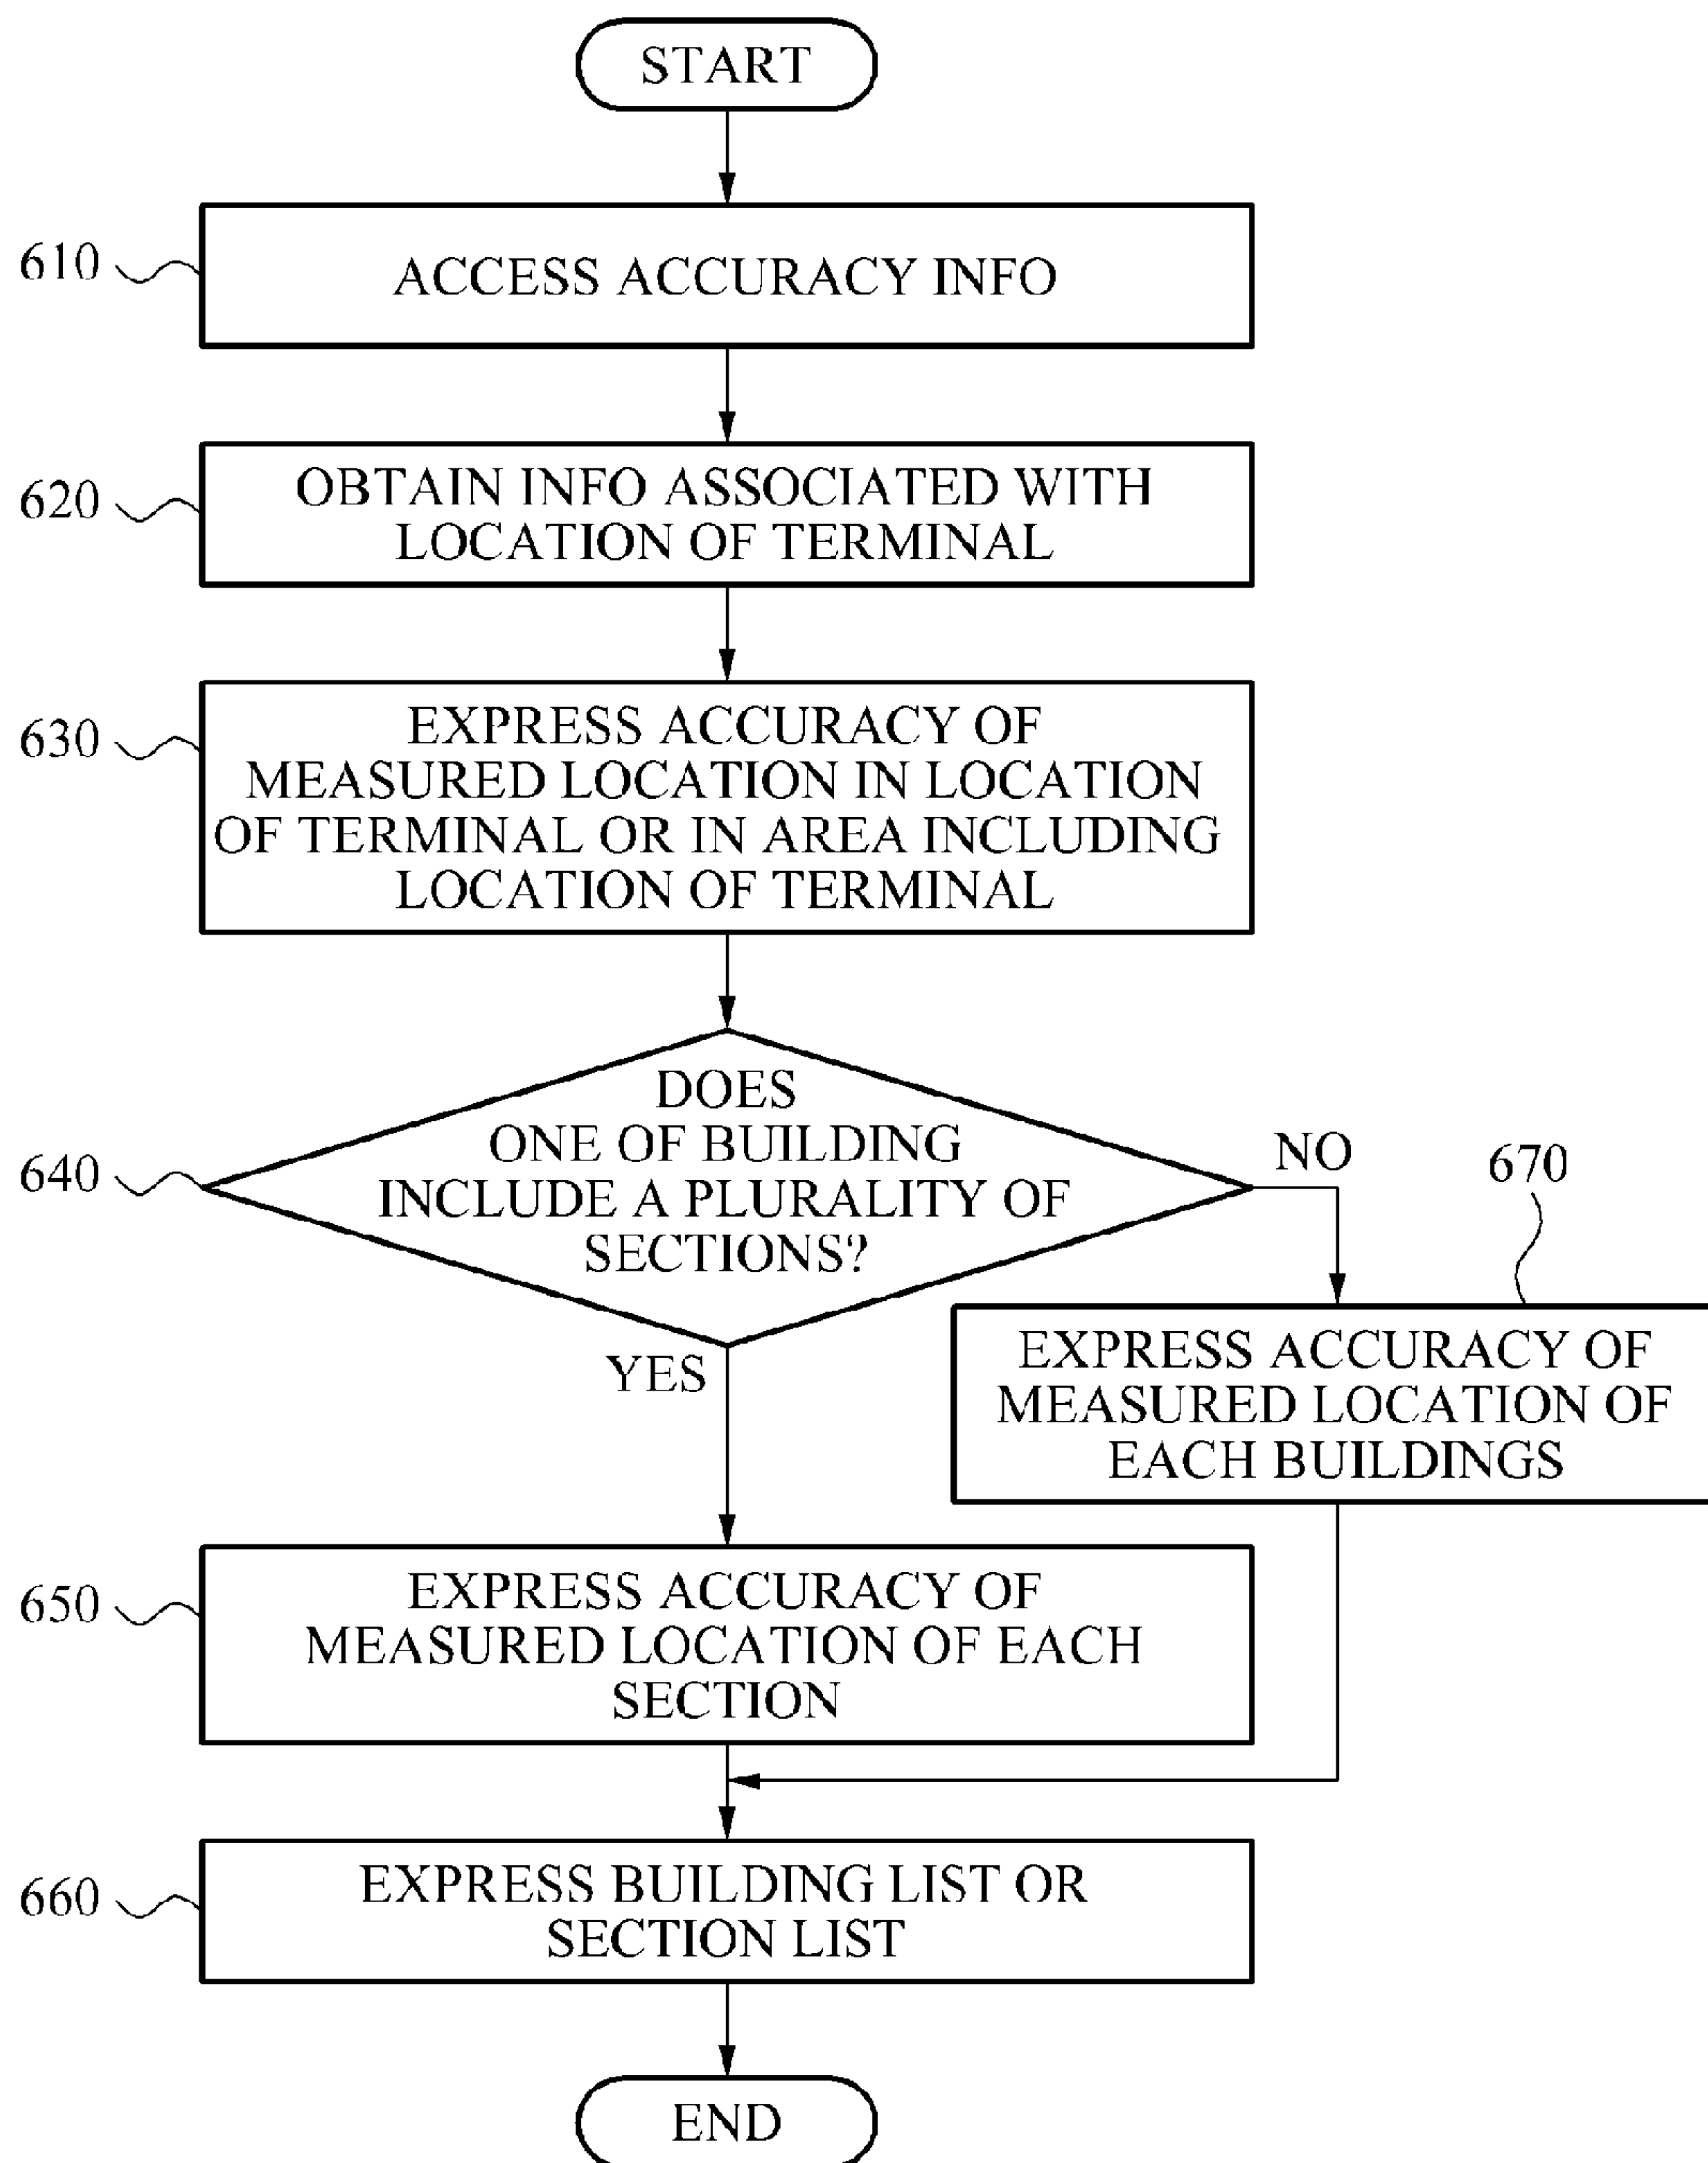 START
610
ACCESS ACCURACY INFO
620
OBTAIN INFO ASSOCIATED WITH
LOCATION OF TERMINAL
630
EXPRESS ACCURACY OF
MEASURED LOCATION IN LOCATION
OF TERMINAL OR IN AREA INCLUDING
LOCATION OF TERMINAL
640
DOES
ONE OF BUILDING
INCLUDE A PLURALITY OF
SECTIONS?
NO
670
EXPRESS ACCURACY OF
MEASURED LOCATION OF
EACH BUILDINGS
YES
650
EXPRESS ACCURACY OF
MEASURED LOCATION OF EACH
SECTION
660
EXPRESS BUILDING LIST OR
SECTION LIST
END